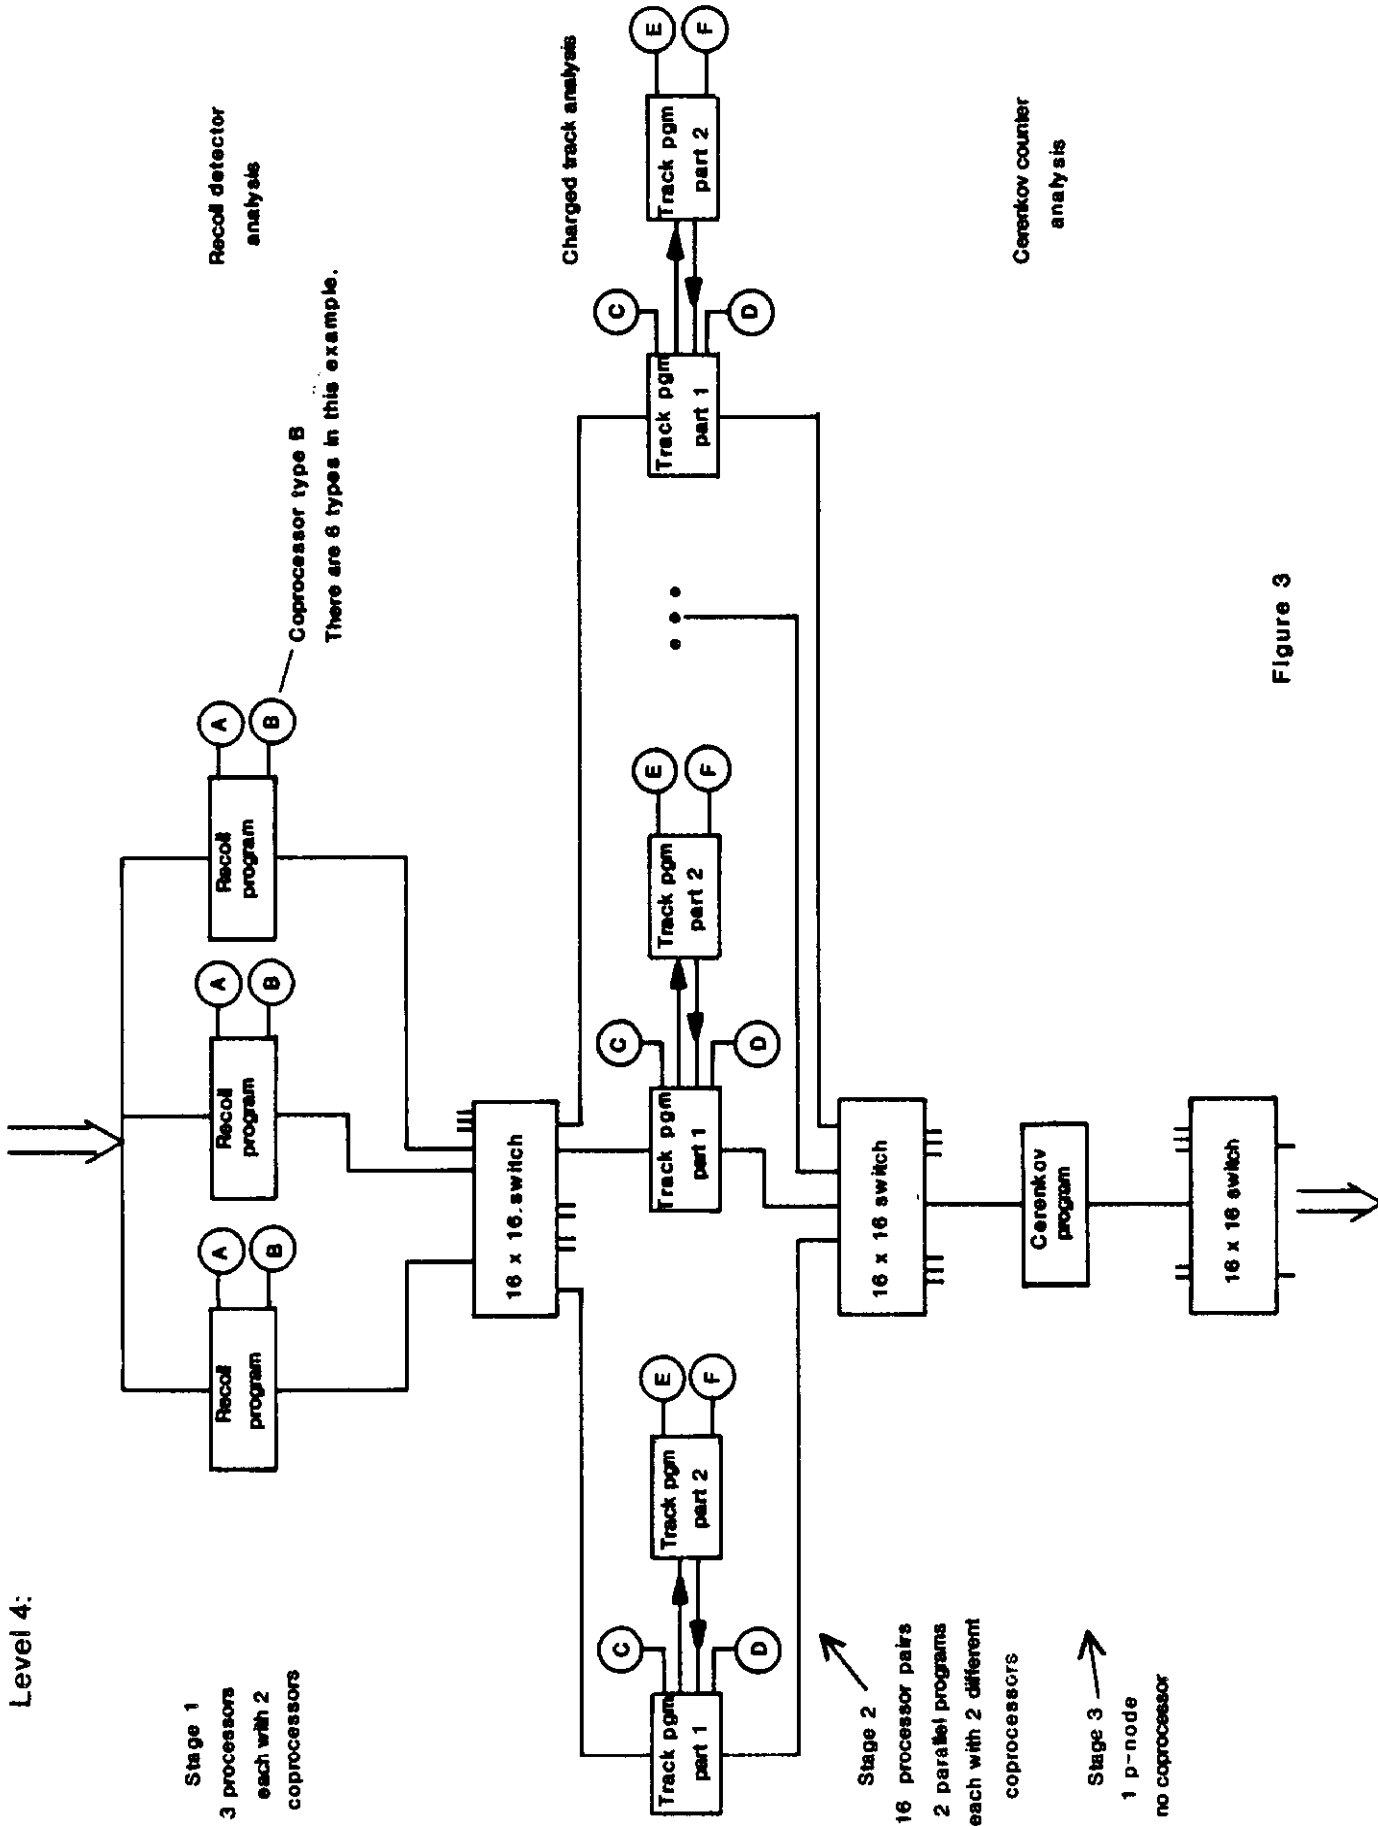 Level 4:
Stage 1
3 processors
each with 2
coprocessors
Recoil
program
A
B
Recoil
program
A
B
Recoil
program
A
B
Coprocessor type B
There are 6 types in this example.
Recoil detector
analysis
16 x 16 switch
Track pgm
part 1
C
D
Track pgm
part 2
E
F
Track pgm
part 1
C
D
Track pgm
part 2
E
F
• • •
Track pgm
part 1
C
D
Track pgm
part 2
E
F
Charged track analysis
Stage 2
16 processor pairs
2 parallel programs
each with 2 different
coprocessors
16 x 16 switch
Stage 3
1 p-node
no coprocessor
Cerenkov
program
Cerenkov counter
analysis
16 x 16 switch
Figure 3